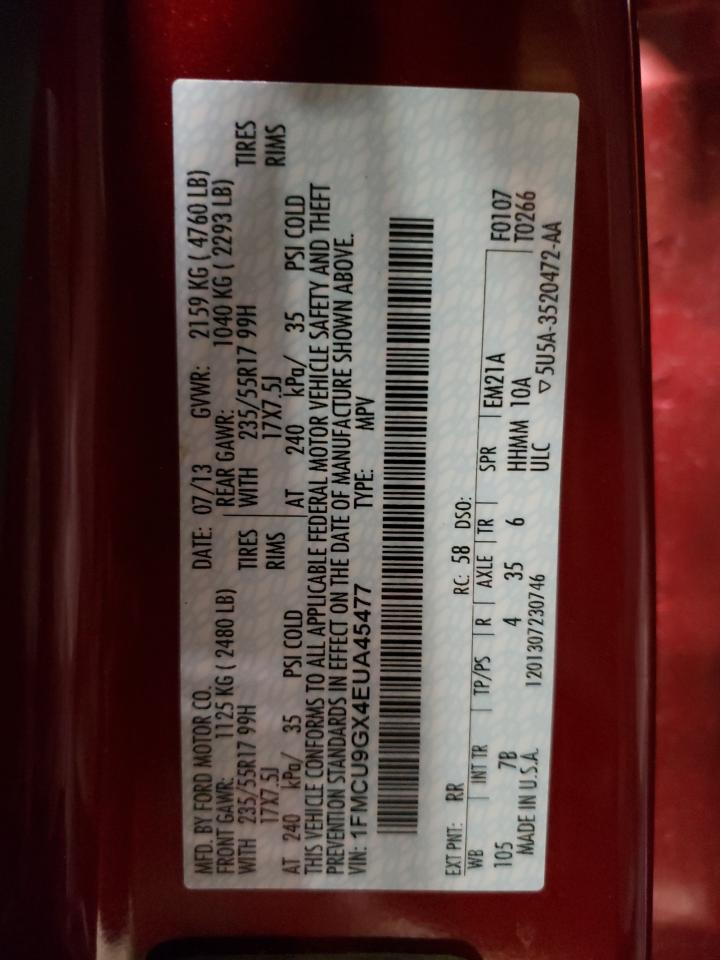 MFD. BY FORD MOTOR CO. DATE: 07/13 GVWR: 2159 KG ( 4760 LB)
FRONT GAWR: 1125 KG ( 2480 LB) REAR GAWR: 1040 KG ( 2293 LB)
WITH 235/55R17 99H TIRES WITH 235/55R17 99H TIRES
17X7.5J RIMS 17X7.5J RIMS
AT 240 kPa/ 35 PSI COLD AT 240 kPa/ 35 PSI COLD
THIS VEHICLE CONFORMS TO ALL APPLICABLE FEDERAL MOTOR VEHICLE SAFETY AND THEFT
PREVENTION STANDARDS IN EFFECT ON THE DATE OF MANUFACTURE SHOWN ABOVE.
VIN: 1FMCU9GX4EUA45477 TYPE: MPV
EXT PNT: RR RC: 58 DSO:
WB INT TR TP/PS R AXLE TR SPR EM21A F0107
105 7B 4 35 6 HHMM 10A T0266
MADE IN U.S.A. 1201307230746 ULC ▽5U5A-3520472-AA